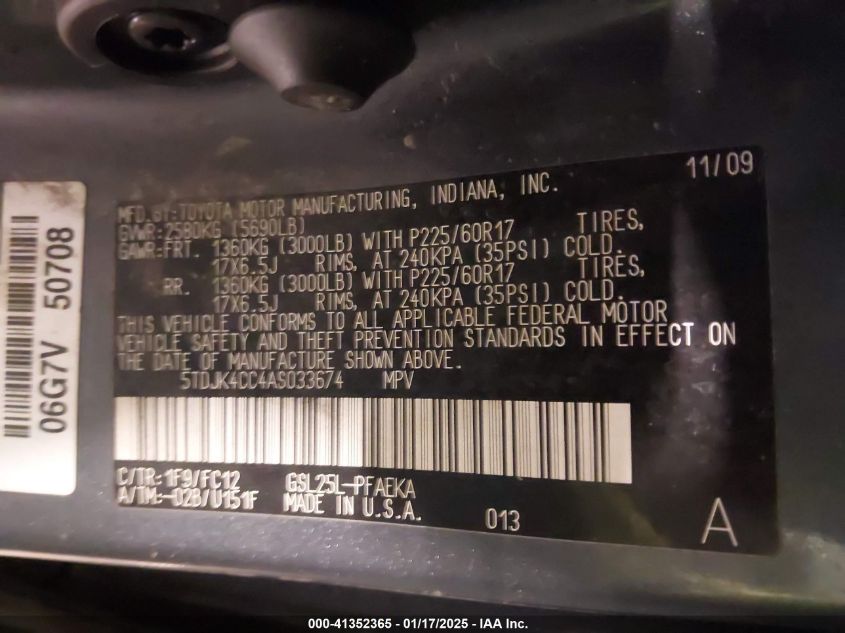 11/09
MFD.BY:TOYOTA MOTOR MANUFACTURING, INDIANA, INC.
GVWR:2580KG (5690LB)
GAWR:FRT. 1360KG (3000LB) WITH P225/60R17 TIRES,
17X6.5J RIMS, AT 240KPA (35PSI) COLD.
RR. 1360KG (3000LB) WITH P225/60R17 TIRES,
17X6.5J RIMS, AT 240KPA (35PSI) COLD.
THIS VEHICLE CONFORMS TO ALL APPLICABLE FEDERAL MOTOR
VEHICLE SAFETY AND THEFT PREVENTION STANDARDS IN EFFECT ON
THE DATE OF MANUFACTURE SHOWN ABOVE.
5TDJK4CC4AS033674 MPV
C/TR:1F9/FC12 GSL25L-PFAEKA
A/TM:-02B/U151F MADE IN U.S.A.
013
A
06G7V 50708
000-41352365 - 01/17/2025 - IAA Inc.